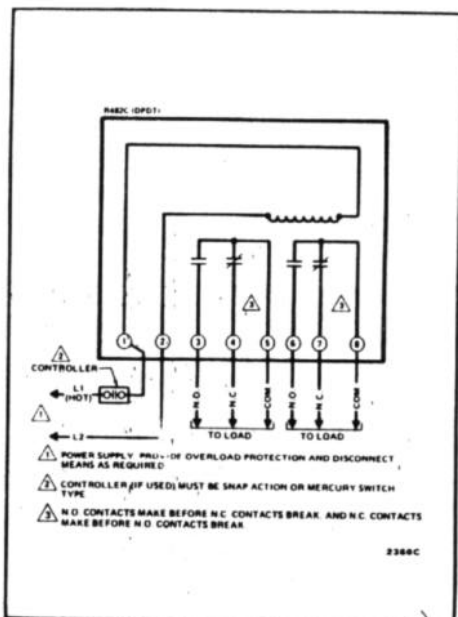 R482C (DPDT)
1 2 3 4 5 6 7 8
3 3
2
CONTROLLER
L1
(HOT)
1
L2
N.O. N.C. COM N.O. N.C. COM
TO LOAD TO LOAD
1 POWER SUPPLY PROVIDE OVERLOAD PROTECTION AND DISCONNECT
MEANS AS REQUIRED
2 CONTROLLER (IF USED) MUST BE SNAP ACTION OR MERCURY SWITCH
TYPE
3 N.O. CONTACTS MAKE BEFORE N.C. CONTACTS BREAK AND N.C. CONTACTS
MAKE BEFORE N.O. CONTACTS BREAK
2360C